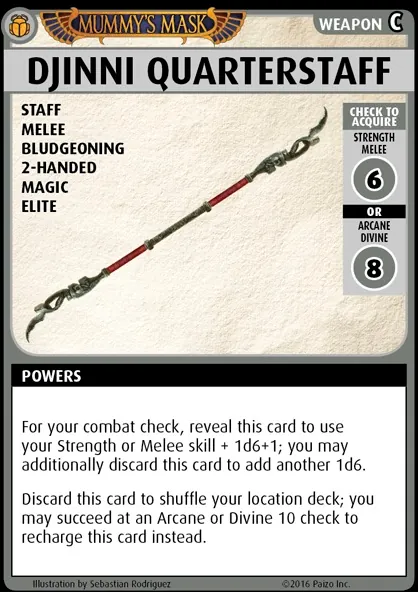 MUMMY'S MASK
WEAPON C
DJINNI QUARTERSTAFF
STAFF
MELEE
BLUDGEONING
2-HANDED
MAGIC
ELITE
CHECK TO
ACQUIRE
STRENGTH
MELEE
6
OR
ARCANE
DIVINE
8
POWERS
For your combat check, reveal this card to use
your Strength or Melee skill + 1d6+1; you may
additionally discard this card to add another 1d6.
Discard this card to shuffle your location deck; you
may succeed at an Arcane or Divine 10 check to
recharge this card instead.
Illustration by Sebastian Rodriguez
©2016 Paizo Inc.